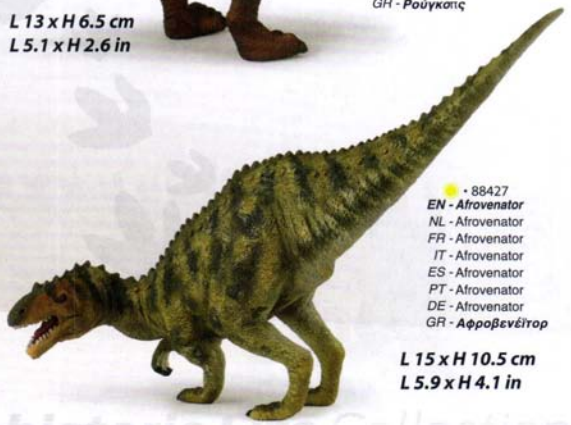 GR - Ρούγκοπς
L 13 x H 6.5 cm
L 5.1 x H 2.6 in
• 88427
EN - Afrovenator
NL - Afrovenator
FR - Afrovenator
IT - Afrovenator
ES - Afrovenator
PT - Afrovenator
DE - Afrovenator
GR - Αφροβενέϊτορ
L 15 x H 10.5 cm
L 5.9 x H 4.1 in